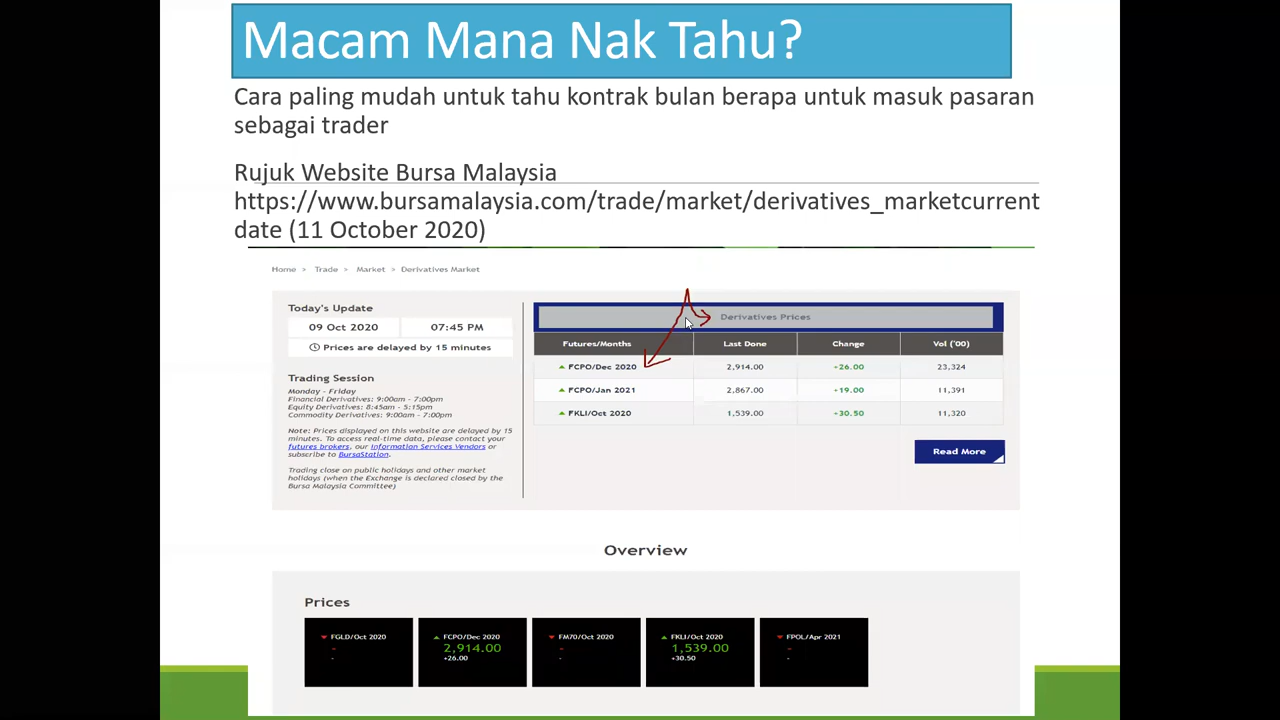 Macam Mana Nak Tahu?
Cara paling mudah untuk tahu kontrak bulan berapa untuk masuk pasaran
sebagai trader
Rujuk Website Bursa Malaysia
https://www.bursamalaysia.com/trade/market/derivatives_marketcurrent
date (11 October 2020)
Home > Trade > Market > Derivatives Market
Today's Update
09 Oct 2020 07:45 PM
Prices are delayed by 15 minutes
Trading Session
Monday - Friday
Financial Derivatives: 9:00am - 7:00pm
Equity Derivatives: 8:45am - 5:15pm
Commodity Derivatives: 9:00am - 7:00pm
Note: Prices displayed on this website are delayed by 15
minutes. To access real-time data, please contact your
futures brokers, our Information Services Vendors or
subscribe to BursaStation.
Trading close on public holidays and other market
holidays (when the Exchange is declared closed by the
Bursa Malaysia Committee)
Derivatives Prices
Futures/Months Last Done Change Vol ('00)
FCPO/Dec 2020 2,914.00 +26.00 23,324
FCPO/Jan 2021 2,867.00 +19.00 11,391
FKLI/Oct 2020 1,539.00 +30.50 11,320
Read More
Overview
Prices
FGLD/Oct 2020
-
-
FCPO/Dec 2020
2,914.00
+26.00
FM70/Oct 2020
-
-
FKLI/Oct 2020
1,539.00
+30.50
FPOL/Apr 2021
-
-